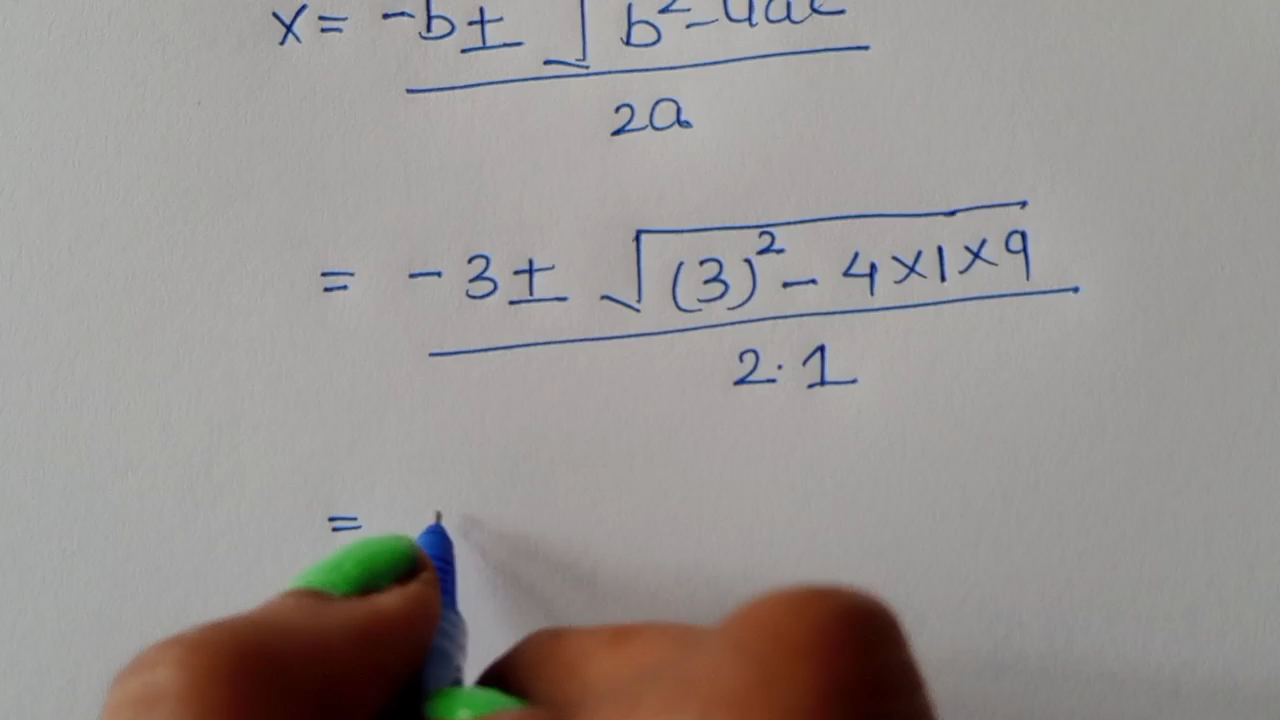 x = -b ± √b²-4ac
2a
= -3 ± √(3)² - 4×1×9
2·1
=